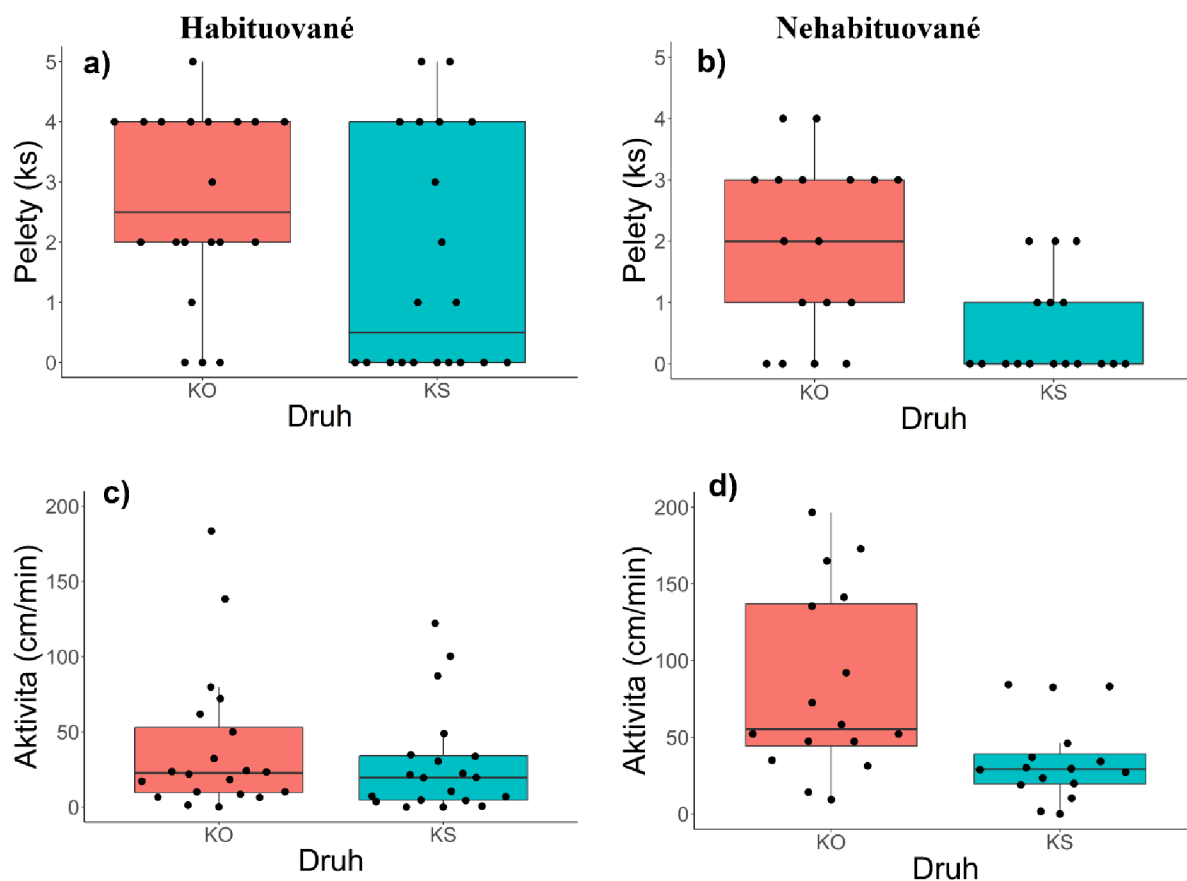 Habituované
Nehabituované
a)
Pelety (ks)
5
4
3
2
1
0
KO
KS
Druh
b)
Pelety (ks)
5
4
3
2
1
0
KO
KS
Druh
c)
Aktivita (cm/min)
200
150
100
50
0
KO
KS
Druh
d)
Aktivita (cm/min)
200
150
100
50
0
KO
KS
Druh